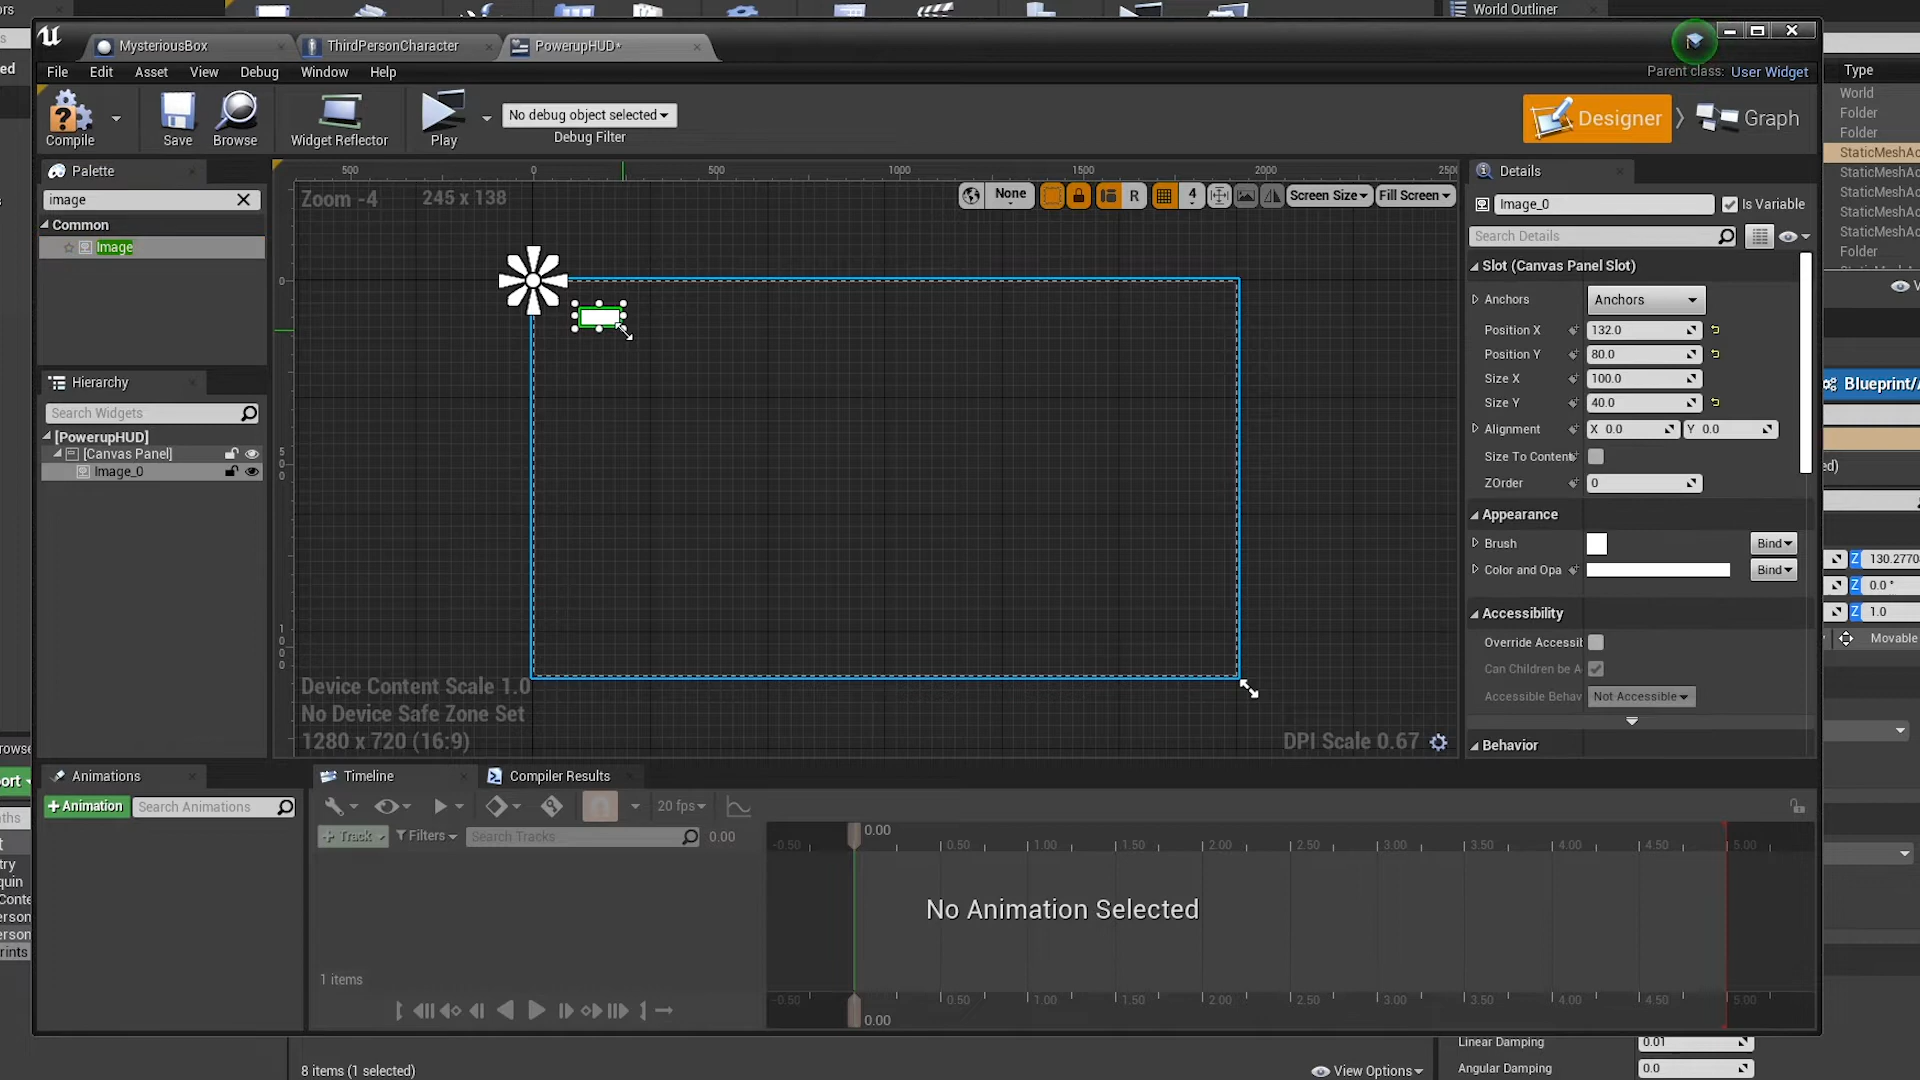 ors
World Outliner
MysteriousBox
ThirdPersonCharacter
PowerupHUD*
File
Edit
Asset
View
Debug
Window
Help
Parent class: User Widget
ed
Type
World
Folder
Folder
StaticMeshAc
StaticMeshAc
StaticMeshAc
StaticMeshAc
StaticMeshAc
Folder
Compile
Save
Browse
Widget Reflector
Play
No debug object selected
Debug Filter
Designer
Graph
Palette
image
Common
Image
Hierarchy
Search Widgets
[PowerupHUD]
[Canvas Panel]
Image_0
500
0
500
1000
1500
2000
250
Zoom -4
245 x 138
None
R
4
Screen Size
Fill Screen
0
5
0
0
1
0
0
0
Device Content Scale 1.0
No Device Safe Zone Set
1280 x 720 (16:9)
DPI Scale 0.67
Details
Image_0
Is Variable
Search Details
Slot (Canvas Panel Slot)
Anchors
Anchors
Position X
132.0
Position Y
80.0
Size X
100.0
Size Y
40.0
Alignment
X 0.0
Y 0.0
Size To Content
ZOrder
0
Appearance
Brush
Bind
Color and Opa
Bind
Accessibility
Override Accessit
Can Children be A
Accessible Behav
Not Accessible
Behavior
Blueprint/
ed)
Z 130.2770
Z 0.0 °
Z 1.0
Movable
Animations
+Animation
Search Animations
Timeline
Compiler Results
20 fps
+ Track
Filters
Search Tracks
0.00
0.00
-0.50
0.50
1.00
1.50
2.00
2.50
3.00
3.50
4.00
4.50
5.00
No Animation Selected
1 items
-0.50
0.50
1.00
1.50
2.00
2.50
3.00
3.50
4.00
4.50
5.00
0.00
rowse
ort
aths
t
try
quin
Conte
erson
erson
rints
8 items (1 selected)
View Options
Linear Damping
0.01
Angular Damping
0.0